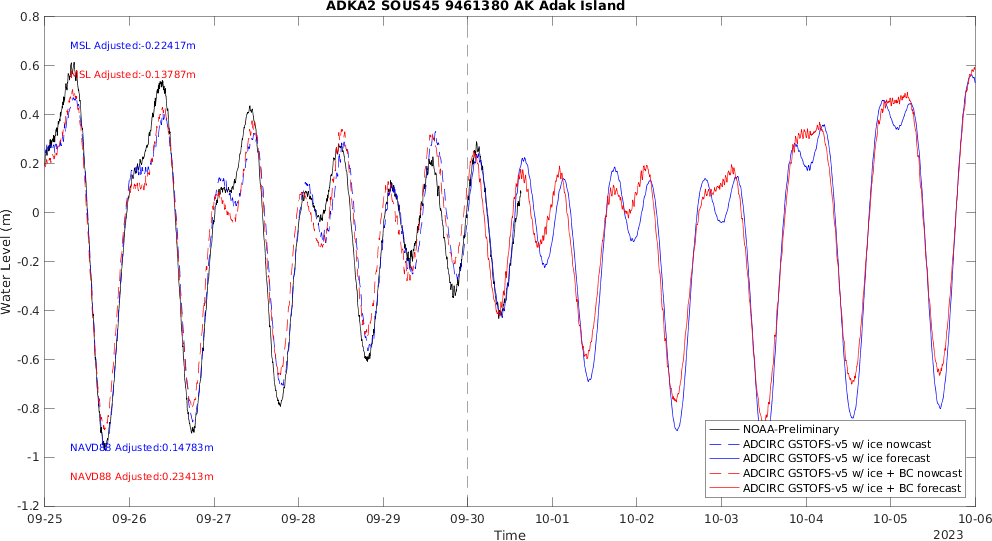 ADKA2 SOUS45 9461380 AK Adak Island
0.8
0.6
0.4
0.2
0
-0.2
-0.4
-0.6
-0.8
-1
-1.2
Water Level (m)
MSL Adjusted:-0.22417m
MSL Adjusted:-0.13787m
NAVD88 Adjusted:0.14783m
NAVD88 Adjusted:0.23413m
NOAA-Preliminary
ADCIRC GSTOFS-v5 w/ ice nowcast
ADCIRC GSTOFS-v5 w/ ice forecast
ADCIRC GSTOFS-v5 w/ ice + BC nowcast
ADCIRC GSTOFS-v5 w/ ice + BC forecast
09-25 09-26 09-27 09-28 09-29 09-30 10-01 10-02 10-03 10-04 10-05 10-06
Time
2023